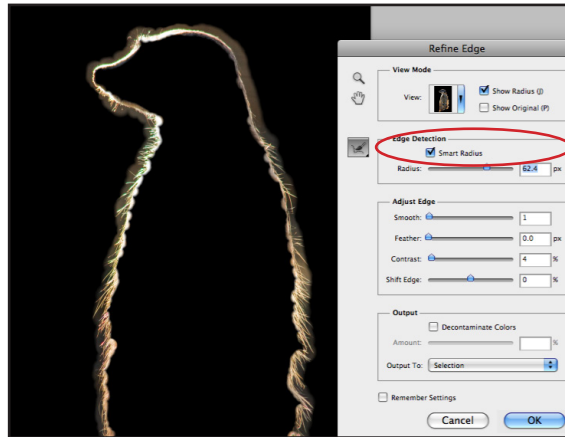 Refine Edge
View Mode
View:
Show Radius (J)
Show Original (P)
Edge Detection
Smart Radius
Radius: 62.4 px
Adjust Edge
Smooth: 1
Feather: 0.0 px
Contrast: 4 %
Shift Edge: 0 %
Output
Decontaminate Colors
Amount: %
Output To: Selection
Remember Settings
Cancel OK